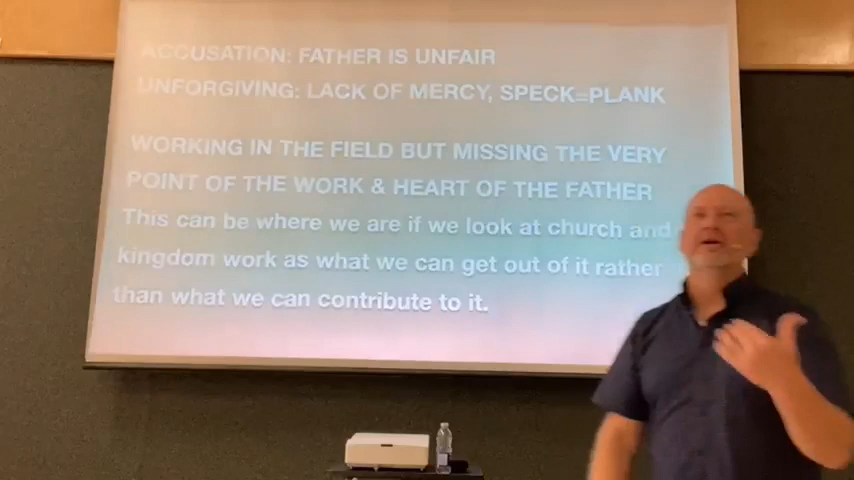 ACCUSATION: FATHER IS UNFAIR
UNFORGIVING: LACK OF MERCY, SPECK=PLANK
WORKING IN THE FIELD BUT MISSING THE VERY
POINT OF THE WORK & HEART OF THE FATHER
This can be where we are if we look at church and
kingdom work as what we can get out of it rather
than what we can contribute to it.